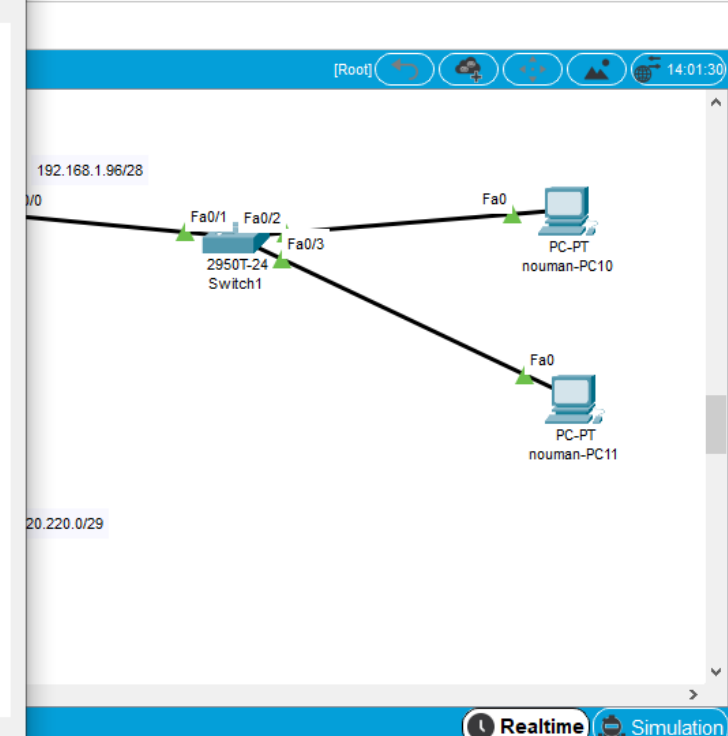 [Root]
14:01:30
192.168.1.96/28
/0
Fa0/1
Fa0/2
Fa0
Fa0/3
PC-PT
nouman-PC10
2950T-24
Switch1
Fa0
PC-PT
nouman-PC11
20.220.0/29
Realtime
Simulation